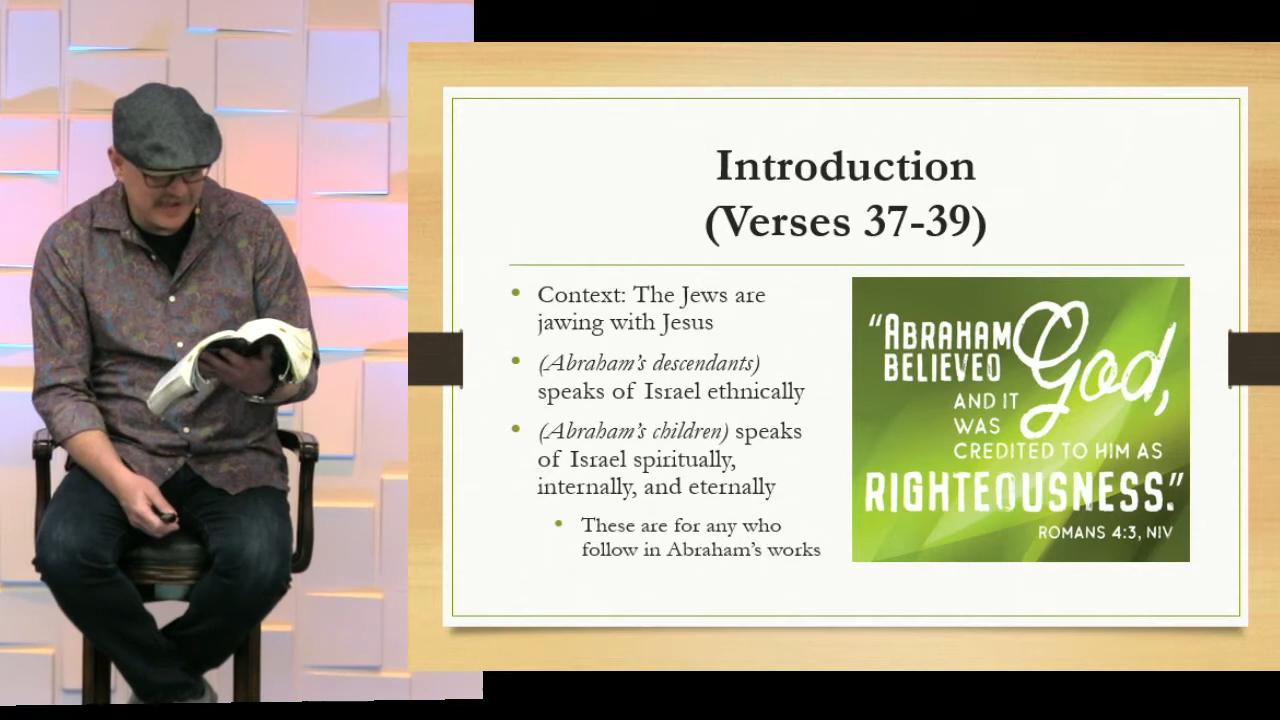 Introduction
(Verses 37-39)
• Context: The Jews are
jawing with Jesus
• (Abraham's descendants)
speaks of Israel ethnically
• (Abraham's children) speaks
of Israel spiritually,
internally, and eternally
• These are for any who
follow in Abraham's works
"ABRAHAM
BELIEVED
God,
AND IT
WAS
CREDITED TO HIM AS
RIGHTEOUSNESS."
ROMANS 4:3, NIV